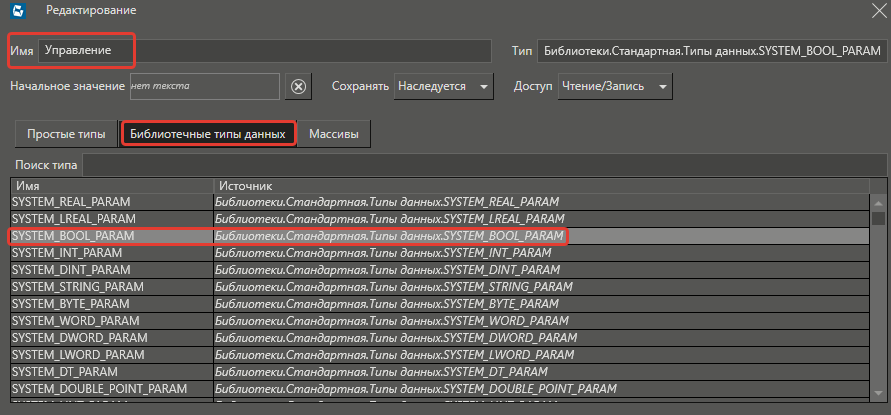 Редактирование
Имя Управление Тип Библиотеки.Стандартная.Типы данных.SYSTEM_BOOL_PARAM
Начальное значение нет текста Сохранять Наследуется Доступ Чтение/Запись
Простые типы Библиотечные типы данных Массивы
Поиск типа
Имя Источник
SYSTEM_REAL_PARAM Библиотеки.Стандартная.Типы данных.SYSTEM_REAL_PARAM
SYSTEM_LREAL_PARAM Библиотеки.Стандартная.Типы данных.SYSTEM_LREAL_PARAM
SYSTEM_BOOL_PARAM Библиотеки.Стандартная.Типы данных.SYSTEM_BOOL_PARAM
SYSTEM_INT_PARAM Библиотеки.Стандартная.Типы данных.SYSTEM_INT_PARAM
SYSTEM_DINT_PARAM Библиотеки.Стандартная.Типы данных.SYSTEM_DINT_PARAM
SYSTEM_STRING_PARAM Библиотеки.Стандартная.Типы данных.SYSTEM_STRING_PARAM
SYSTEM_BYTE_PARAM Библиотеки.Стандартная.Типы данных.SYSTEM_BYTE_PARAM
SYSTEM_WORD_PARAM Библиотеки.Стандартная.Типы данных.SYSTEM_WORD_PARAM
SYSTEM_DWORD_PARAM Библиотеки.Стандартная.Типы данных.SYSTEM_DWORD_PARAM
SYSTEM_LWORD_PARAM Библиотеки.Стандартная.Типы данных.SYSTEM_LWORD_PARAM
SYSTEM_DT_PARAM Библиотеки.Стандартная.Типы данных.SYSTEM_DT_PARAM
SYSTEM_DOUBLE_POINT_PARAM Библиотеки.Стандартная.Типы данных.SYSTEM_DOUBLE_POINT_PARAM